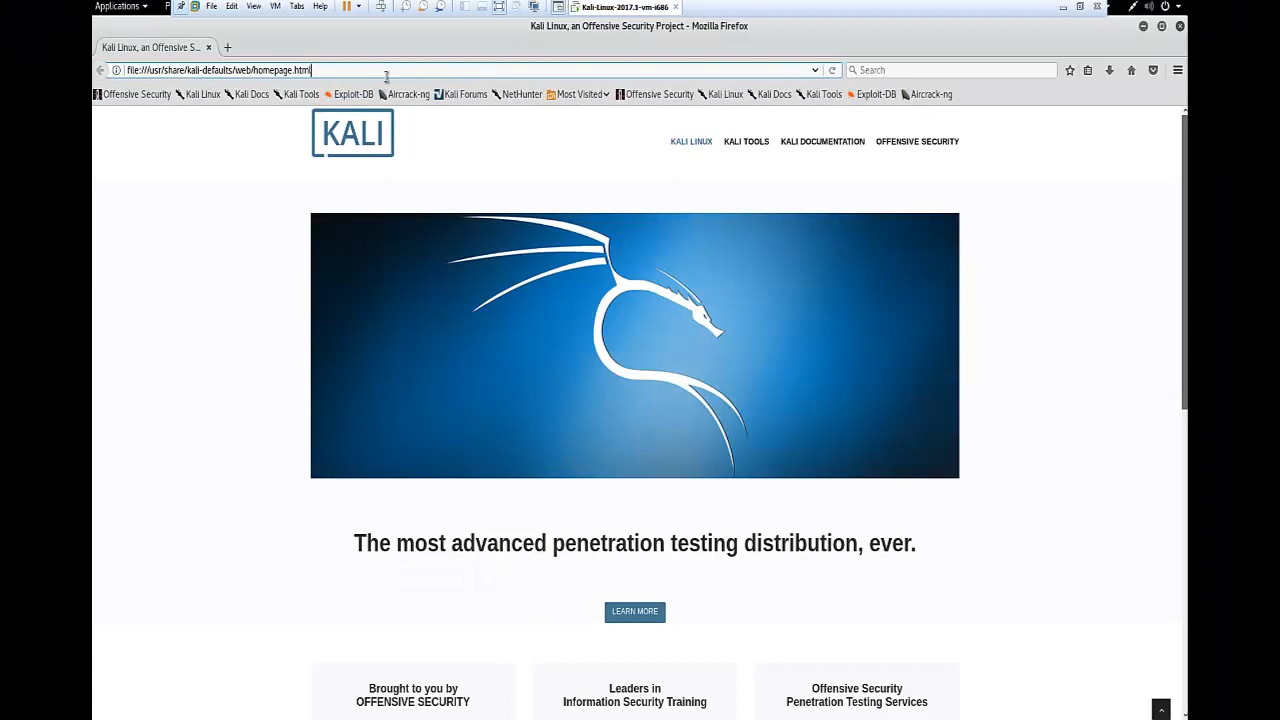 Applications
File Edit View VM Tabs Help
Kali-Linux-2017.1-vm-i686
Kali Linux, an Offensive Security Project - Mozilla Firefox
Kali Linux, an Offensive S...
file:///usr/share/kali-defaults/web/homepage.html
Search
Offensive Security Kali Linux Kali Docs Kali Tools Exploit-DB Aircrack-ng Kali Forums NetHunter Most Visited Offensive Security Kali Linux Kali Docs Kali Tools Exploit-DB Aircrack-ng
KALI
KALI LINUX KALI TOOLS KALI DOCUMENTATION OFFENSIVE SECURITY
The most advanced penetration testing distribution, ever.
LEARN MORE
Brought to you by
OFFENSIVE SECURITY
Leaders in
Information Security Training
Offensive Security
Penetration Testing Services